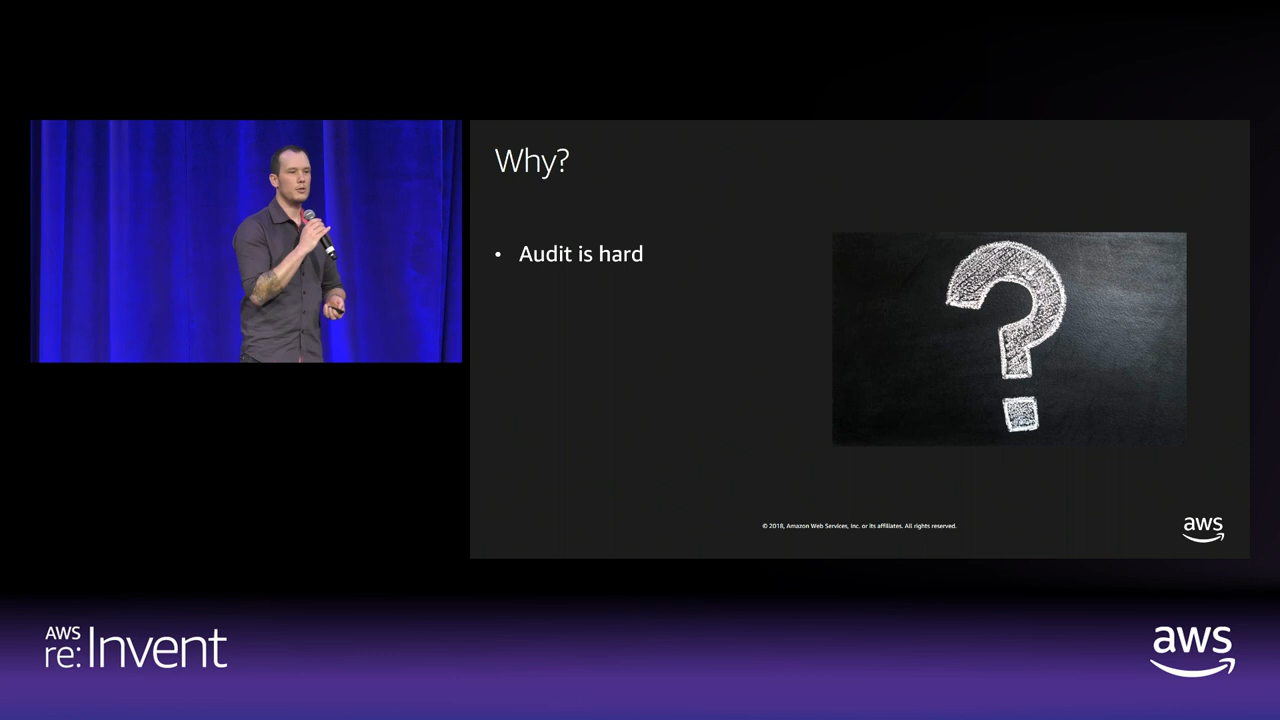 Why?
• Audit is hard
?
© 2018, Amazon Web Services, Inc. or its affiliates. All rights reserved.
aws
AWS
re:Invent
aws